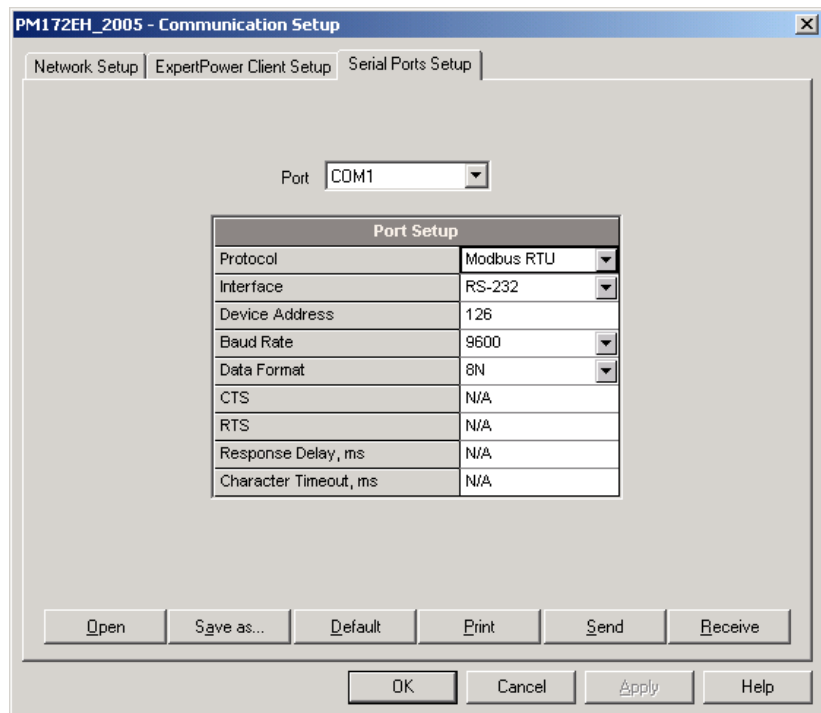 PM172EH_2005 - Communication Setup
Network Setup ExpertPower Client Setup Serial Ports Setup
Port COM1
Port Setup
Protocol Modbus RTU
Interface RS-232
Device Address 126
Baud Rate 9600
Data Format 8N
CTS N/A
RTS N/A
Response Delay, ms N/A
Character Timeout, ms N/A
Open Save as... Default Print Send Receive
OK Cancel Apply Help